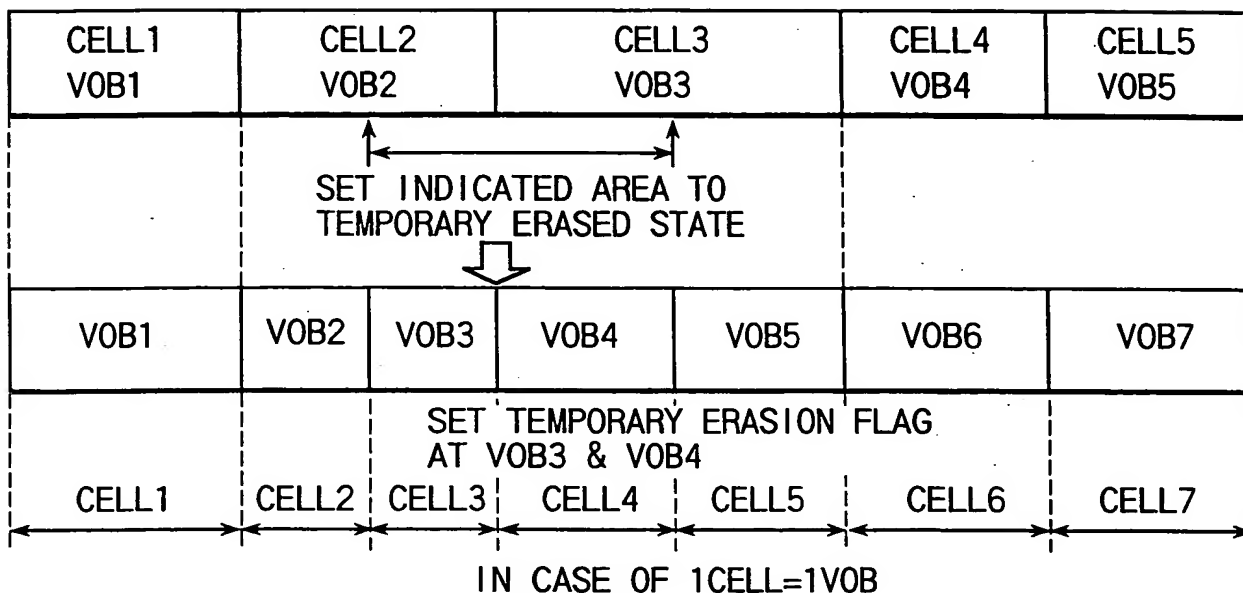 CELL1 CELL2 CELL3 CELL4 CELL5
VOB1 VOB2 VOB3 VOB4 VOB5
SET INDICATED AREA TO
TEMPORARY ERASED STATE
VOB1 VOB2 VOB3 VOB4 VOB5 VOB6 VOB7
SET TEMPORARY ERASION FLAG
AT VOB3 & VOB4
CELL1 CELL2 CELL3 CELL4 CELL5 CELL6 CELL7
IN CASE OF 1CELL=1VOB